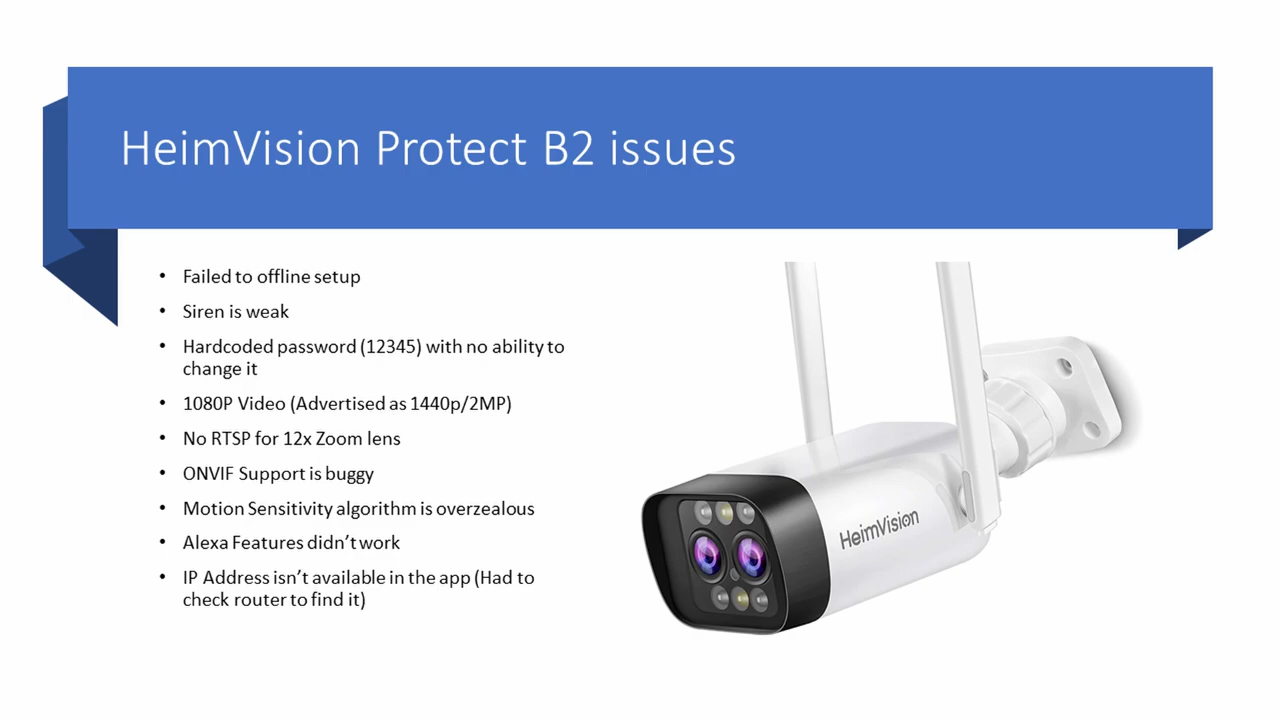 HeimVision Protect B2 issues
• Failed to offline setup
• Siren is weak
• Hardcoded password (12345) with no ability to
change it
• 1080P Video (Advertised as 1440p/2MP)
• No RTSP for 12x Zoom lens
• ONVIF Support is buggy
• Motion Sensitivity algorithm is overzealous
• Alexa Features didn't work
• IP Address isn't available in the app (Had to
check router to find it)
HeimVision